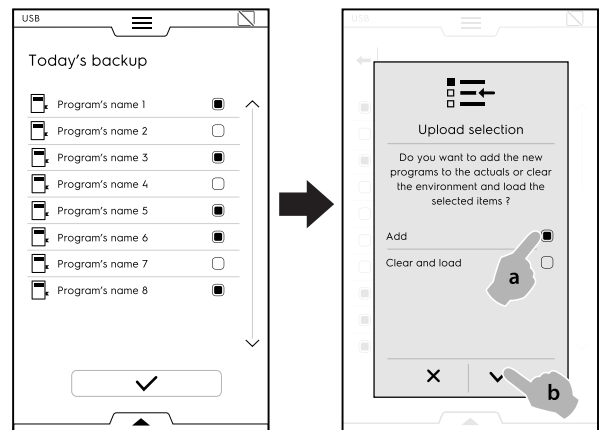 USB
Today's backup
Program's name 1
Program's name 2
Program's name 3
Program's name 4
Program's name 5
Program's name 6
Program's name 7
Program's name 8
USB
Upload selection
Do you want to add the new
programs to the actuals or clear
the environment and load the
selected items ?
Add
Clear and load
a
b